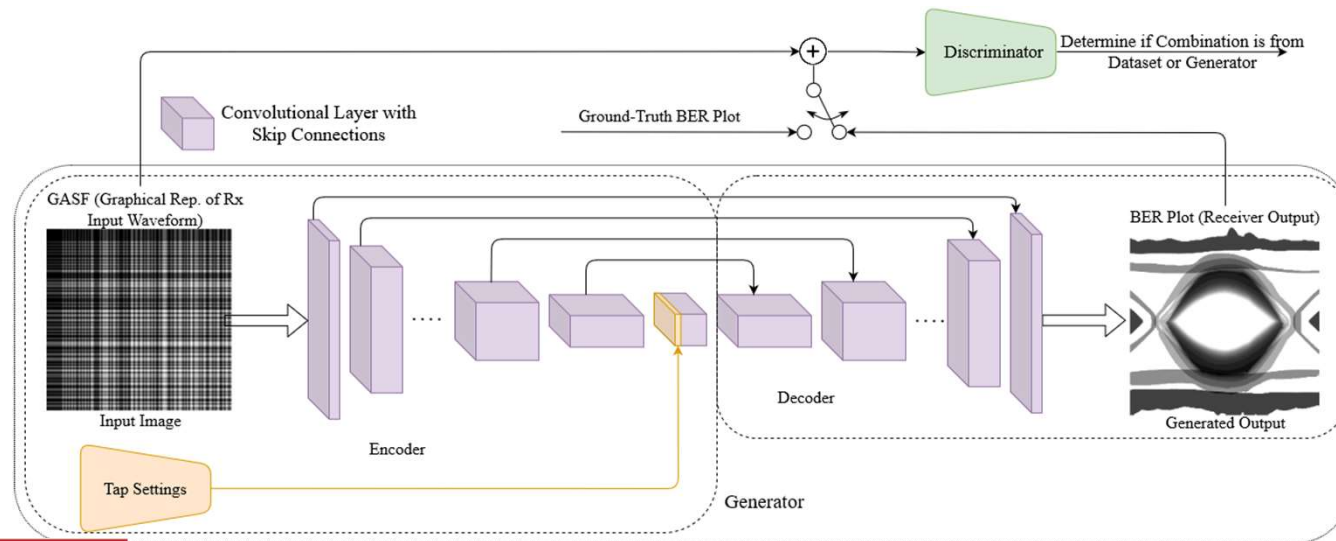 Discriminator
Determine if Combination is from
Dataset or Generator
+
Convolutional Layer with
Skip Connections
Ground-Truth BER Plot
GASF (Graphical Rep. of Rx
Input Waveform)
BER Plot (Receiver Output)
Input Image
Encoder
Decoder
Generated Output
Tap Settings
Generator